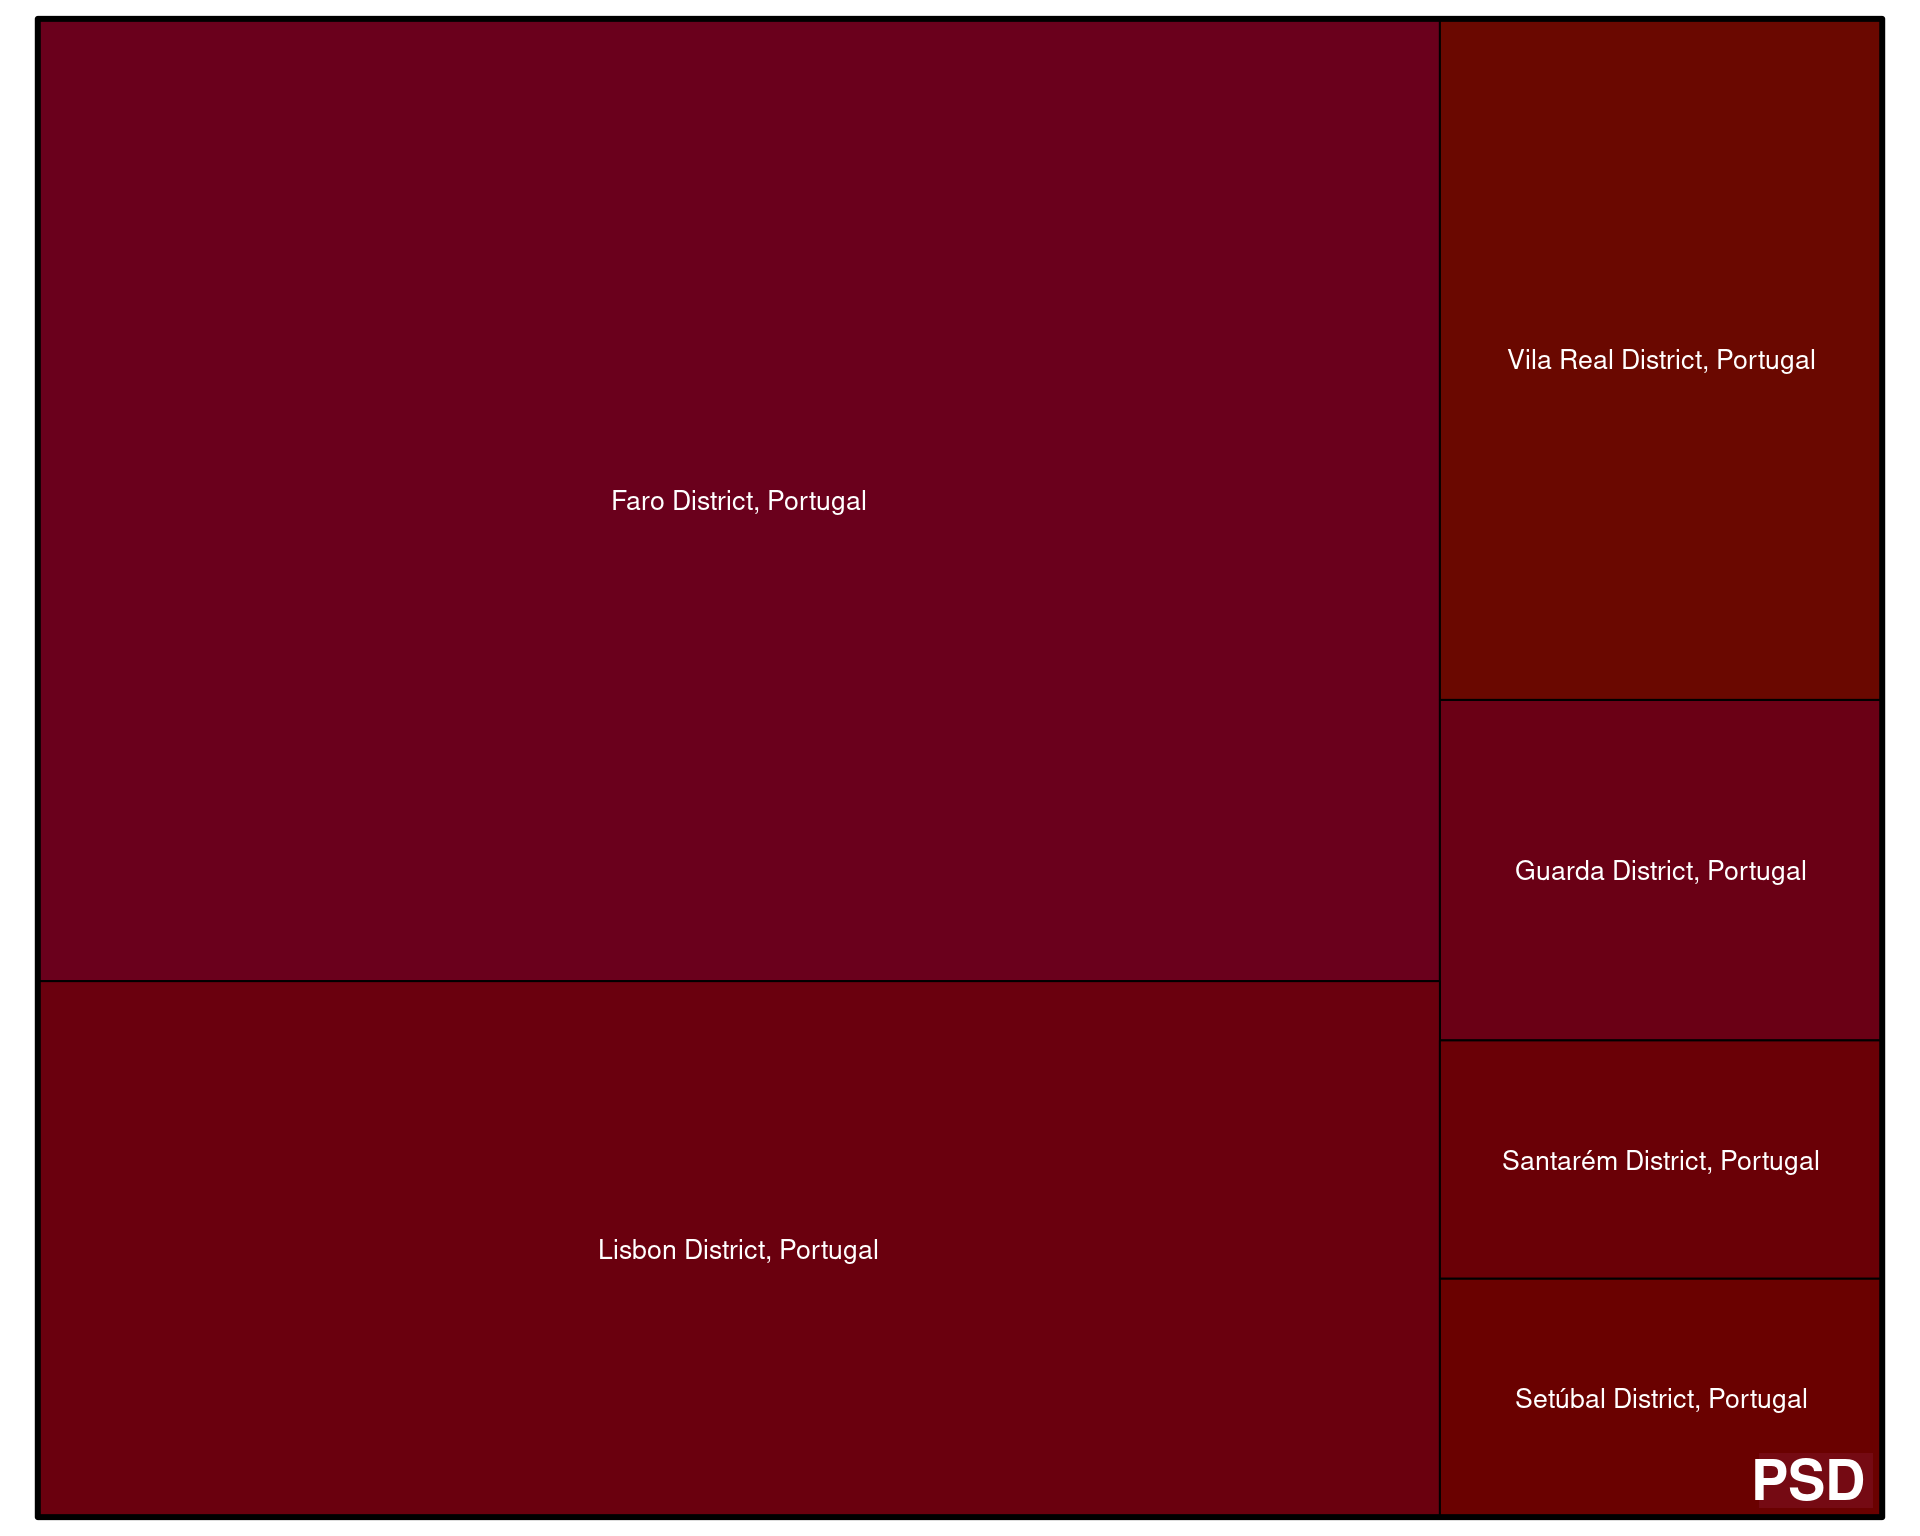 Faro District, Portugal
Lisbon District, Portugal
Vila Real District, Portugal
Guarda District, Portugal
Santarém District, Portugal
Setúbal District, Portugal
PSD